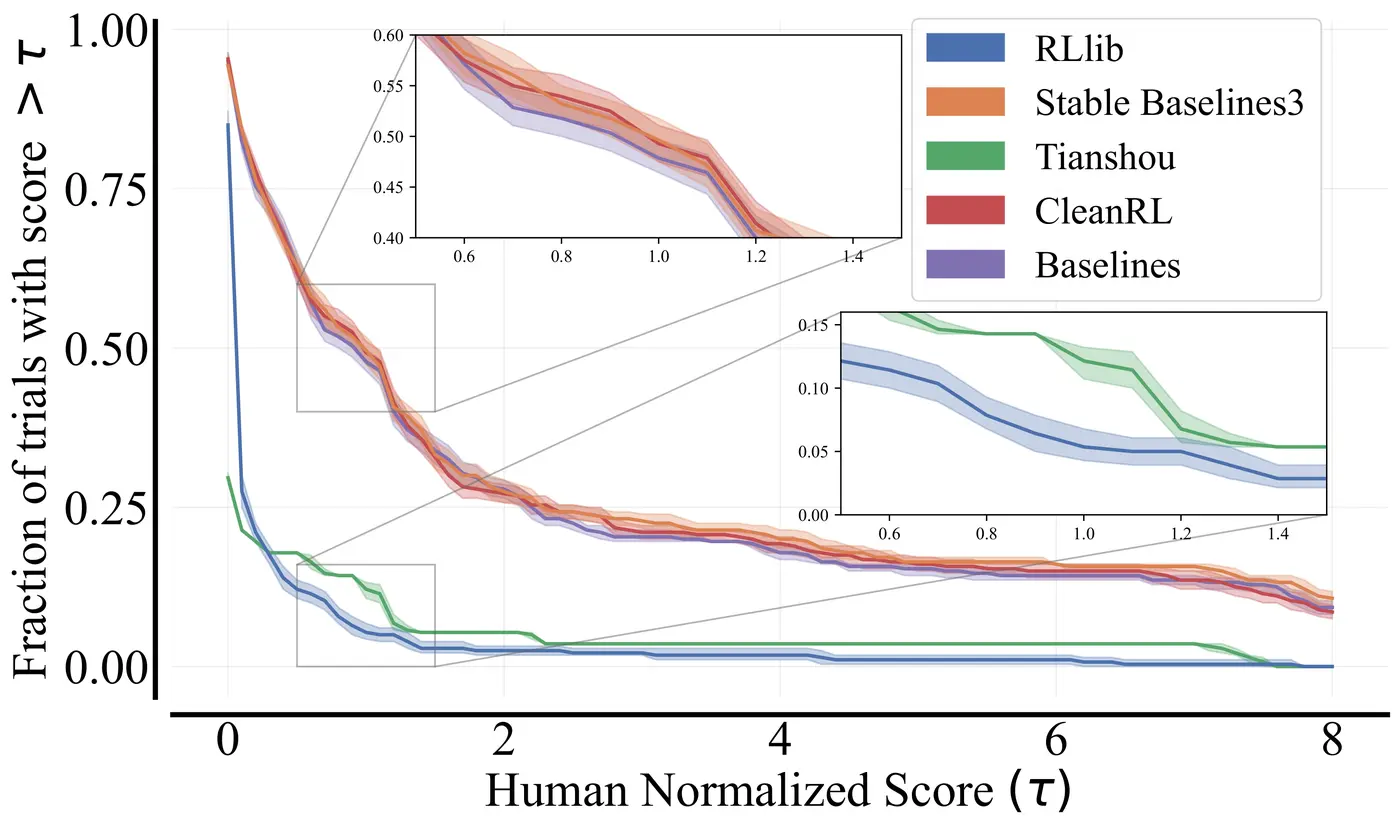 Fraction of trials with score > τ
1.00
0.75
0.50
0.25
0.00
0 2 4 6 8
Human Normalized Score (τ)
0.60
0.55
0.50
0.45
0.40
0.6 0.8 1.0 1.2 1.4
RLlib
Stable Baselines3
Tianshou
CleanRL
Baselines
0.15
0.10
0.05
0.00
0.6 0.8 1.0 1.2 1.4